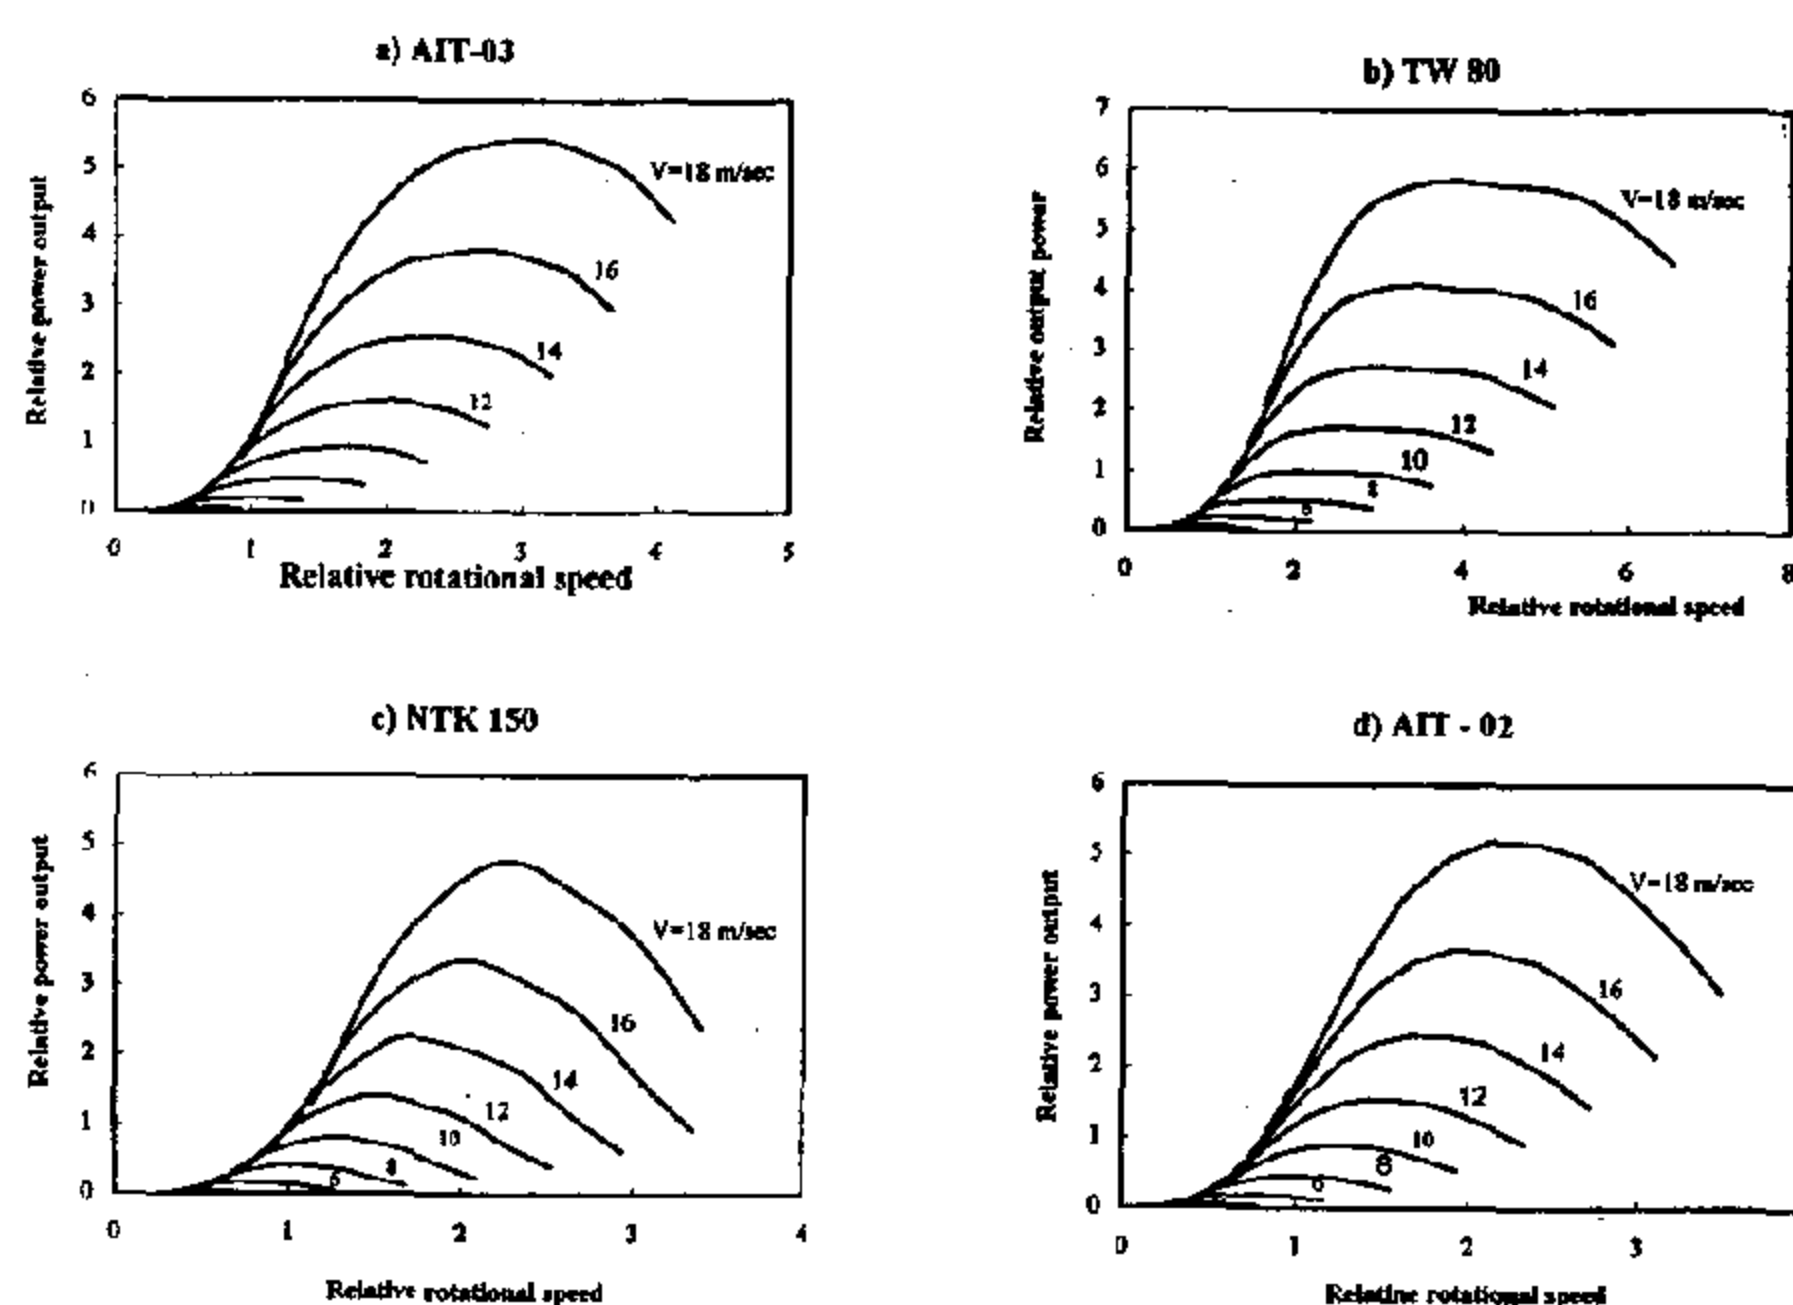 a) AIT-03
6
5
4
3
2
1
0
V=18 m/sec
16
14
12
0 1 2 3 4 5
Relative power output
Relative rotational speed
b) TW 80
7
6
5
4
3
2
1
0
V=18 m/sec
16
14
12
10
8
6
0 2 4 6 8
Relative output power
Relative rotational speed
c) NTK 150
6
5
4
3
2
1
0
V=18 m/sec
16
14
12
10
8
6
0 1 2 3 4
Relative power output
Relative rotational speed
d) AIT - 02
6
5
4
3
2
1
0
V=18 m/sec
16
14
12
10
8
6
0 1 2 3
Relative power output
Relatine rotational speed